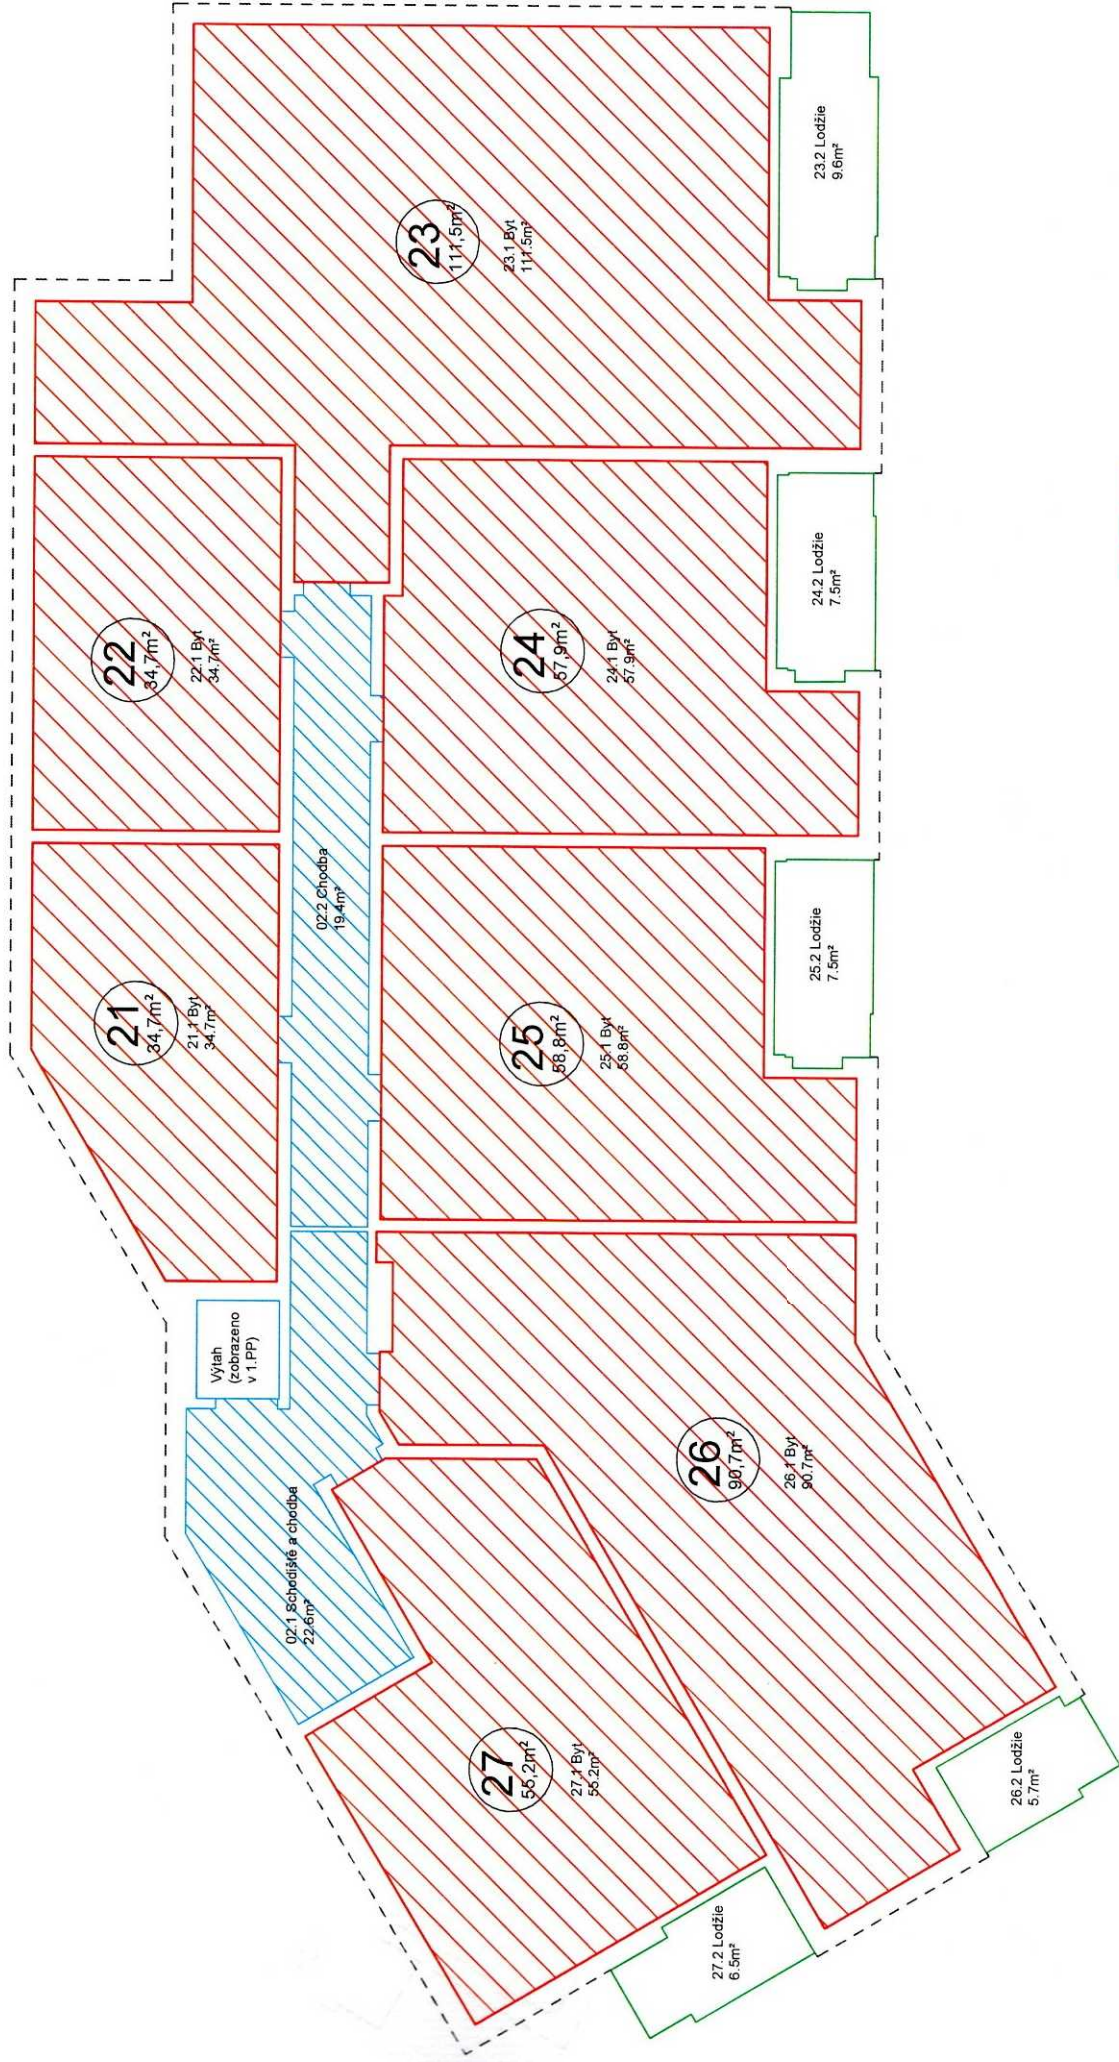 21
34,7m²
21.1 Byt
34.7m²
22
34,7m²
22.1 Byt
34.7m²
23
111,5m²
23.1 Byt
111.5m²
23.2 Lodžie
9.6m²
24
57,9m²
24.1 Byt
57.9m²
24.2 Lodžie
7.5m²
25
58,8m²
25.1 Byt
58.8m²
25.2 Lodžie
7.5m²
26
90,7m²
26.1 Byt
90.7m²
26.2 Lodžie
5.7m²
27
55,2m²
27.1 Byt
55.2m²
27.2 Lodžie
6.5m²
02.1 Schodiště a chodba
22.6m²
Výtah
(zobrazeno
v 1.PP)
02.2 Chodba
19.4m²